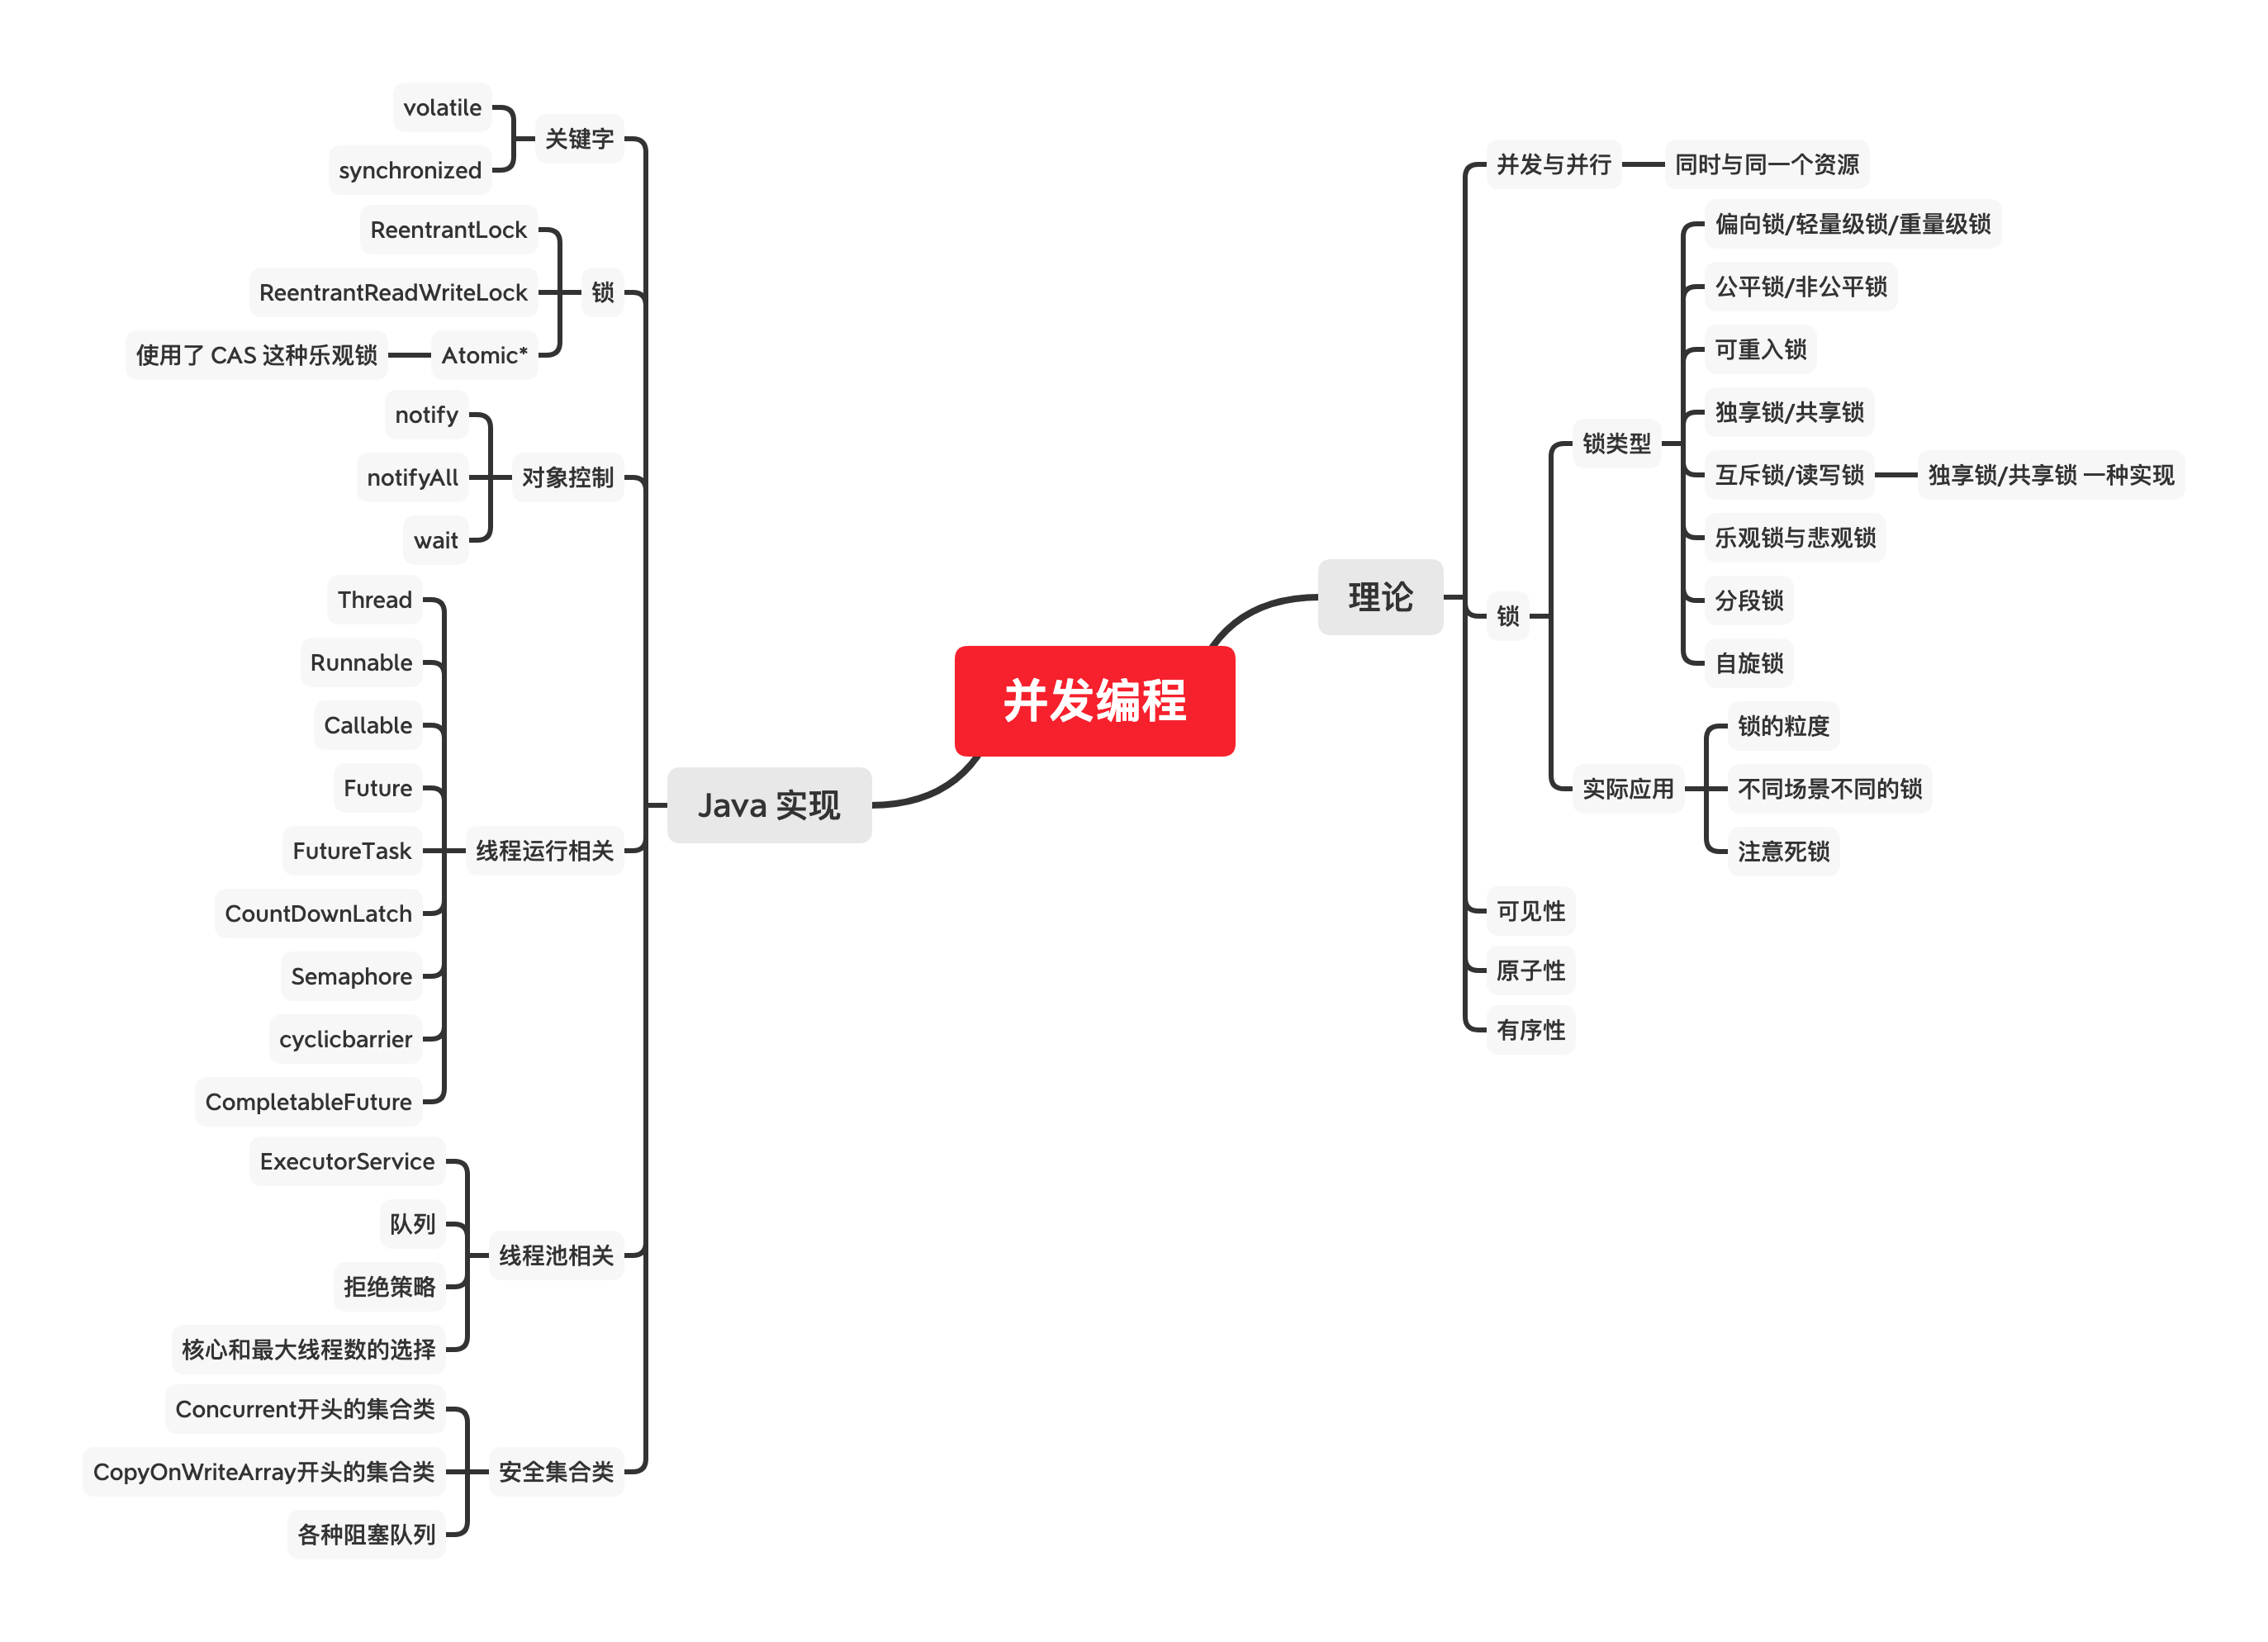 并发编程
理论
并发与并行
同时与同一个资源
锁
锁类型
偏向锁/轻量级锁/重量级锁
公平锁/非公平锁
可重入锁
独享锁/共享锁
互斥锁/读写锁
独享锁/共享锁 一种实现
乐观锁与悲观锁
分段锁
自旋锁
实际应用
锁的粒度
不同场景不同的锁
注意死锁
可见性
原子性
有序性
Java 实现
关键字
volatile
synchronized
锁
ReentrantLock
ReentrantReadWriteLock
Atomic*
使用了 CAS 这种乐观锁
对象控制
notify
notifyAll
wait
线程运行相关
Thread
Runnable
Callable
Future
FutureTask
CountDownLatch
Semaphore
cyclicbarrier
CompletableFuture
线程池相关
ExecutorService
队列
拒绝策略
核心和最大线程数的选择
安全集合类
Concurrent开头的集合类
CopyOnWriteArray开头的集合类
各种阻塞队列